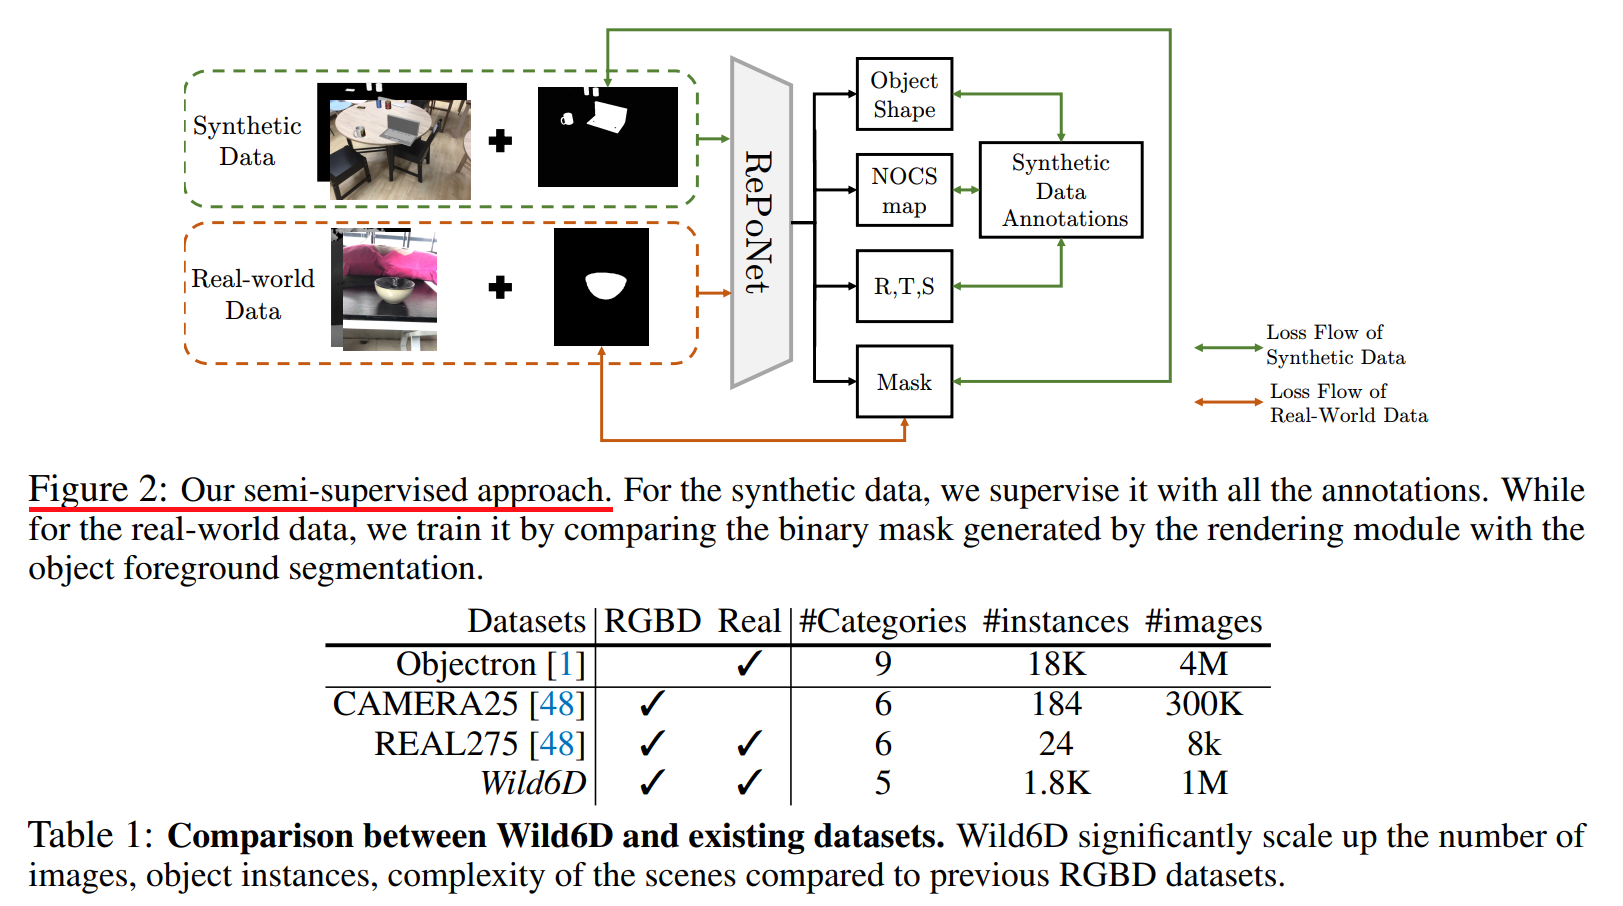 Synthetic
Data
Real-world
Data
RePoNet
Object
Shape
NOCS
map
R,T,S
Mask
Synthetic
Data
Annotations
Loss Flow of
Synthetic Data
Loss Flow of
Real-World Data
Figure 2: Our semi-supervised approach. For the synthetic data, we supervise it with all the annotations. While
for the real-world data, we train it by comparing the binary mask generated by the rendering module with the
object foreground segmentation.
Datasets RGBD Real #Categories #instances #images
Objectron [1] ✓ 9 18K 4M
CAMERA25 [48] ✓ 6 184 300K
REAL275 [48] ✓ ✓ 6 24 8k
Wild6D ✓ ✓ 5 1.8K 1M
Table 1: Comparison between Wild6D and existing datasets. Wild6D significantly scale up the number of
images, object instances, complexity of the scenes compared to previous RGBD datasets.